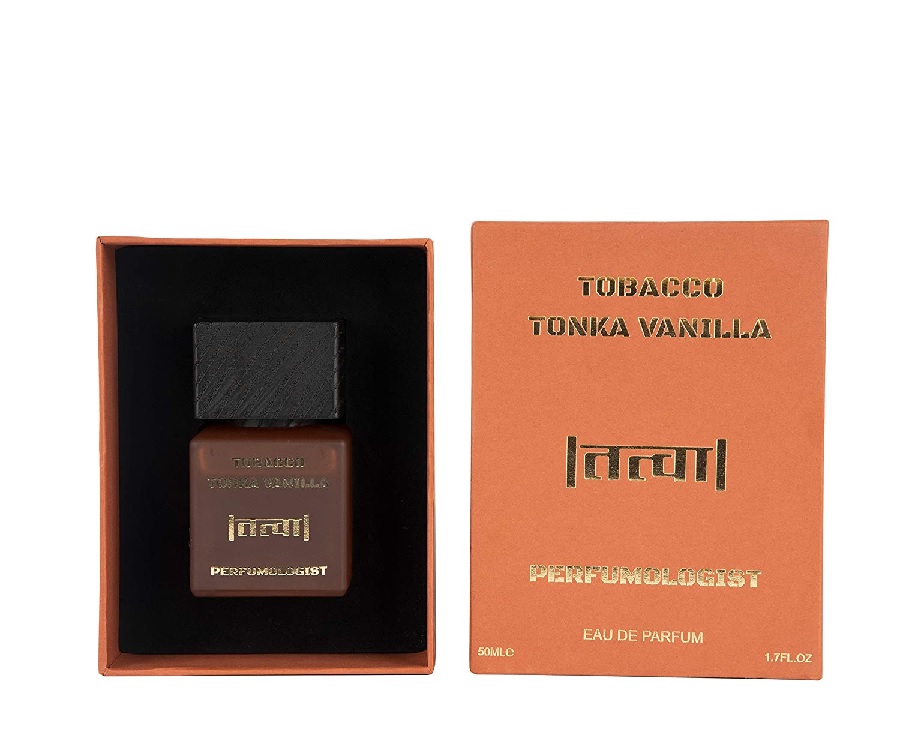 TOBACCO
TONKA VANILLA
|तत्वा|
PERFUMOLOGIST
TOBACCO
TONKA VANILLA
|तत्वा|
PERFUMOLOGIST
EAU DE PARFUM
50ML℮
1.7FL.OZ